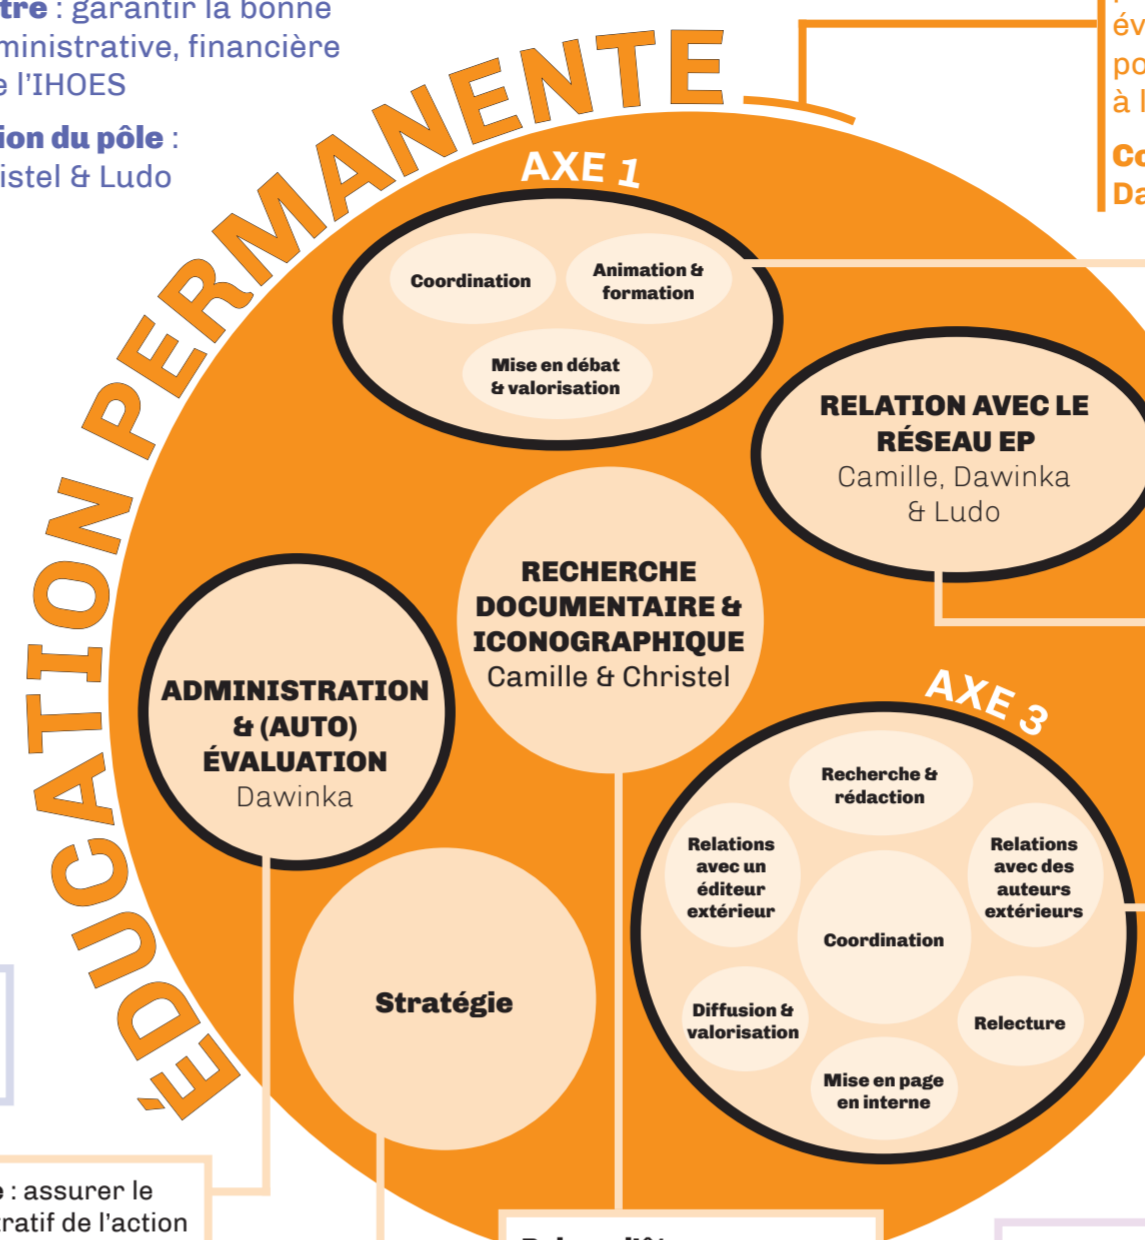 tre : garantir la bonne
ministrative, financière
e l'IHOES
ion du pôle :
istel & Ludo
év
po
à l
Co
Da
ÉDUCATION PERMANENTE
AXE 1
Coordination
Animation &
formation
Mise en débat
& valorisation
RELATION AVEC LE
RÉSEAU EP
Camille, Dawinka
& Ludo
RECHERCHE
DOCUMENTAIRE &
ICONOGRAPHIQUE
Camille & Christel
ADMINISTRATION
& (AUTO)
ÉVALUATION
Dawinka
AXE 3
Recherche &
rédaction
Relations
avec un
éditeur
extérieur
Relations
avec des
auteurs
extérieurs
Coordination
Diffusion &
valorisation
Relecture
Mise en page
en interne
Stratégie
e : assurer le
tratif de l'action